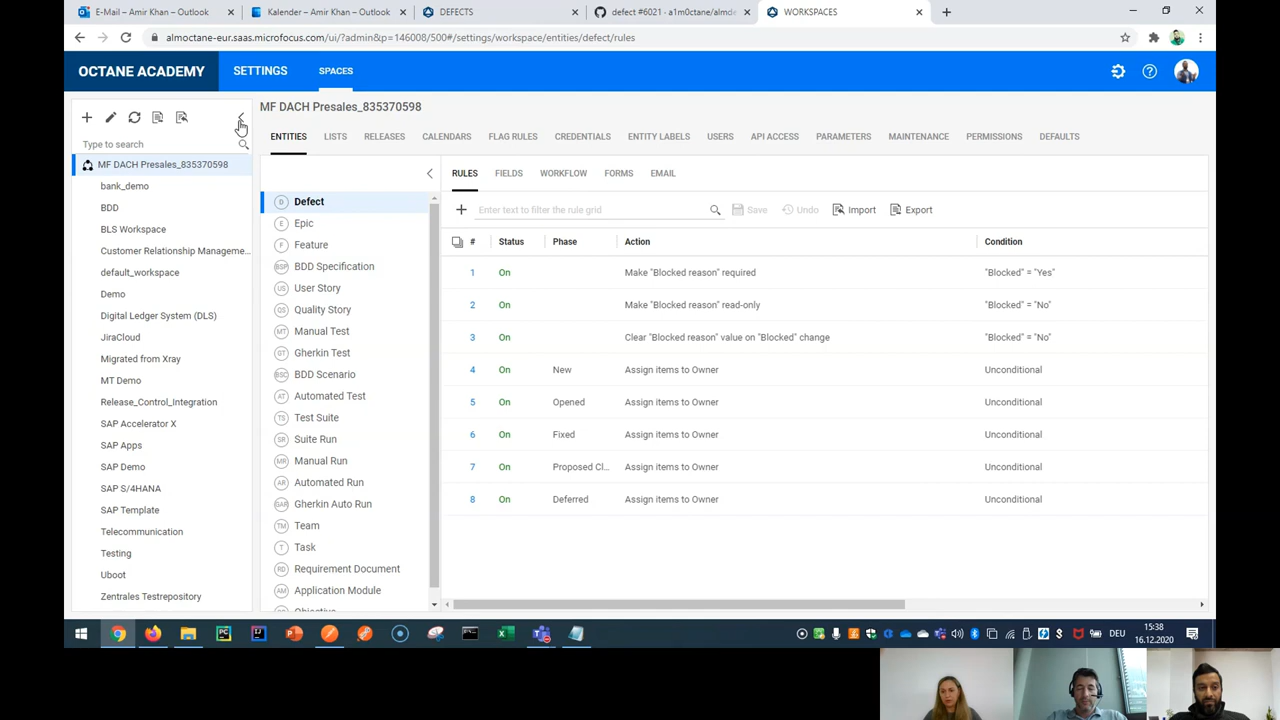 E-Mail – Amir Khan – Outlook
Kalender – Amir Khan – Outlook
DEFECTS
defect #6021 · a1m0ctane/almde
WORKSPACES
almoctane-eur.saas.microfocus.com/ui/?admin&p=146008/500#/settings/workspace/entities/defect/rules
OCTANE ACADEMY
SETTINGS
SPACES
Type to search
MF DACH Presales_835370598
bank_demo
BDD
BLS Workspace
Customer Relationship Manageme...
default_workspace
Demo
Digital Ledger System (DLS)
JiraCloud
Migrated from Xray
MT Demo
Release_Control_Integration
SAP Accelerator X
SAP Apps
SAP Demo
SAP S/4HANA
SAP Template
Telecommunication
Testing
Uboot
Zentrales Testrepository
MF DACH Presales_835370598
ENTITIES LISTS RELEASES CALENDARS FLAG RULES CREDENTIALS ENTITY LABELS USERS API ACCESS PARAMETERS MAINTENANCE PERMISSIONS DEFAULTS
D Defect
E Epic
F Feature
BSP BDD Specification
US User Story
QS Quality Story
MT Manual Test
GT Gherkin Test
BSC BDD Scenario
AT Automated Test
TS Test Suite
SR Suite Run
MR Manual Run
AR Automated Run
GAR Gherkin Auto Run
TM Team
T Task
RD Requirement Document
AM Application Module
RULES FIELDS WORKFLOW FORMS EMAIL
Enter text to filter the rule grid
Save Undo Import Export
# Status Phase Action Condition
1 On Make "Blocked reason" required "Blocked" = "Yes"
2 On Make "Blocked reason" read-only "Blocked" = "No"
3 On Clear "Blocked reason" value on "Blocked" change "Blocked" = "No"
4 On New Assign items to Owner Unconditional
5 On Opened Assign items to Owner Unconditional
6 On Fixed Assign items to Owner Unconditional
7 On Proposed Cl... Assign items to Owner Unconditional
8 On Deferred Assign items to Owner Unconditional
DEU
15:38
16.12.2020